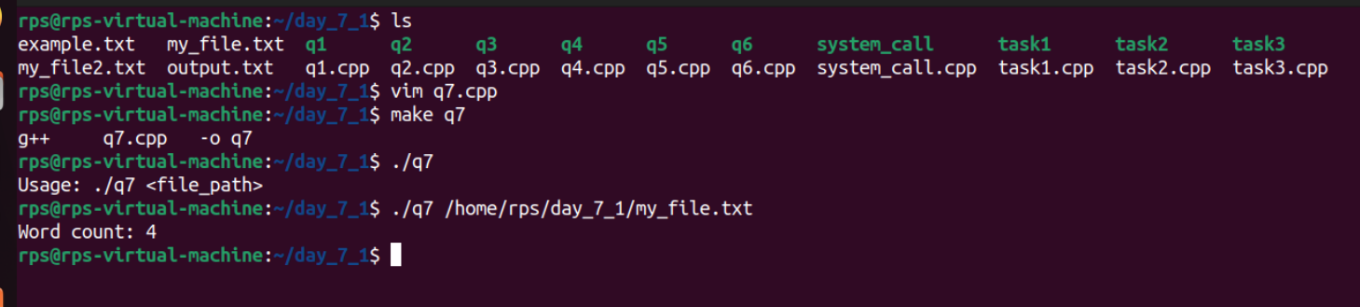 rps@rps-virtual-machine:~/day_7_1$ ls
example.txt my_file.txt q1 q2 q3 q4 q5 q6 system_call task1 task2 task3
my_file2.txt output.txt q1.cpp q2.cpp q3.cpp q4.cpp q5.cpp q6.cpp system_call.cpp task1.cpp task2.cpp task3.cpp
rps@rps-virtual-machine:~/day_7_1$ vim q7.cpp
rps@rps-virtual-machine:~/day_7_1$ make q7
g++ q7.cpp -o q7
rps@rps-virtual-machine:~/day_7_1$ ./q7
Usage: ./q7 <file_path>
rps@rps-virtual-machine:~/day_7_1$ ./q7 /home/rps/day_7_1/my_file.txt
Word count: 4
rps@rps-virtual-machine:~/day_7_1$